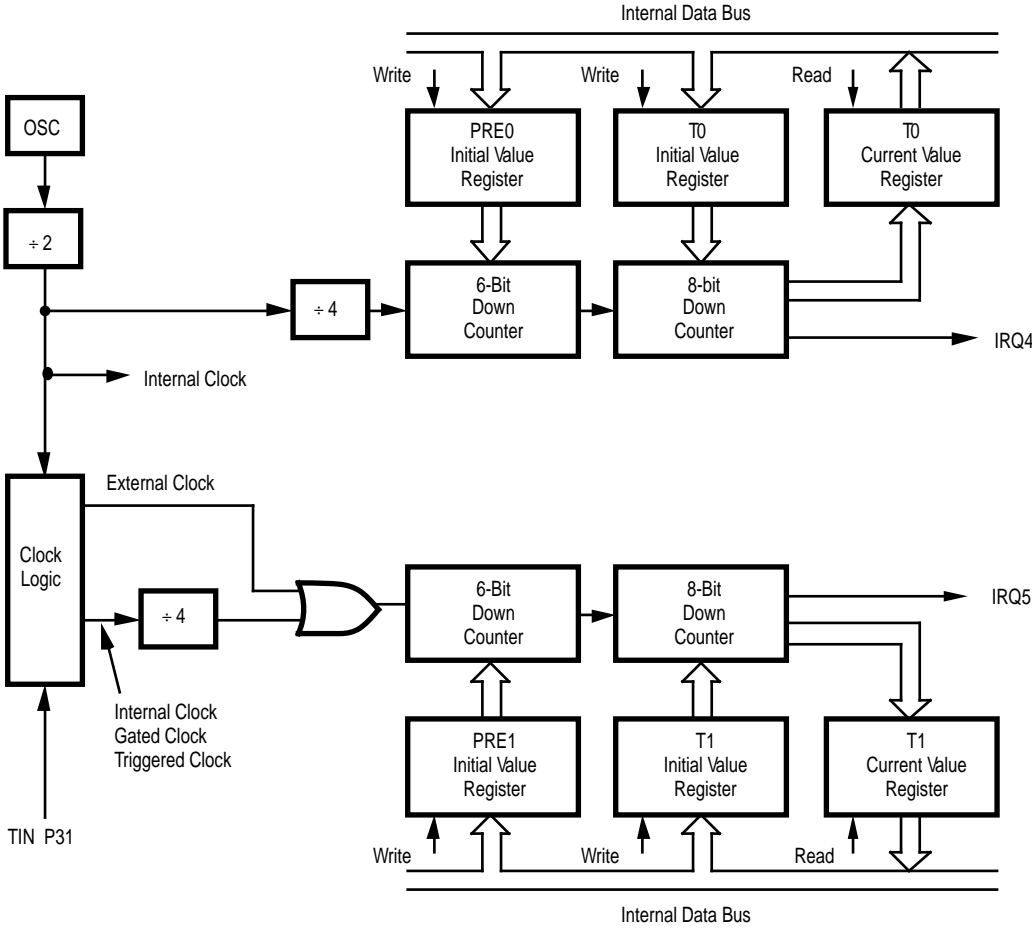 Internal Data Bus
Write
Write
Read
OSC
PRE0
Initial Value
Register
T0
Initial Value
Register
T0
Current Value
Register
÷ 2
÷ 4
6-Bit
Down
Counter
8-bit
Down
Counter
IRQ4
Internal Clock
External Clock
Clock
Logic
÷ 4
6-Bit
Down
Counter
8-Bit
Down
Counter
IRQ5
Internal Clock
Gated Clock
Triggered Clock
PRE1
Initial Value
Register
T1
Initial Value
Register
T1
Current Value
Register
TIN P31
Write
Write
Read
Internal Data Bus